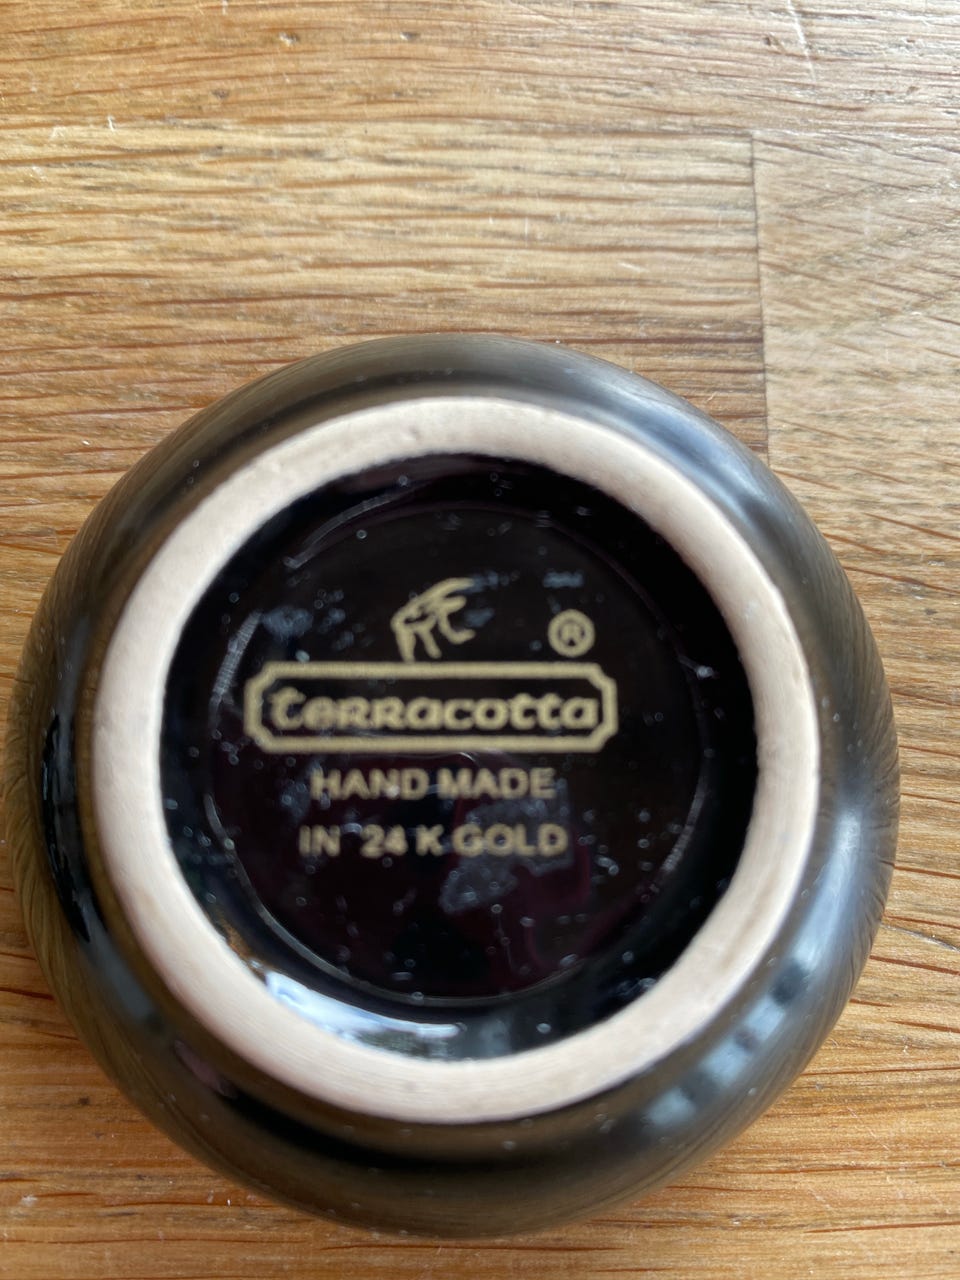 ®
terracotta
HAND MADE
IN 24 K GOLD